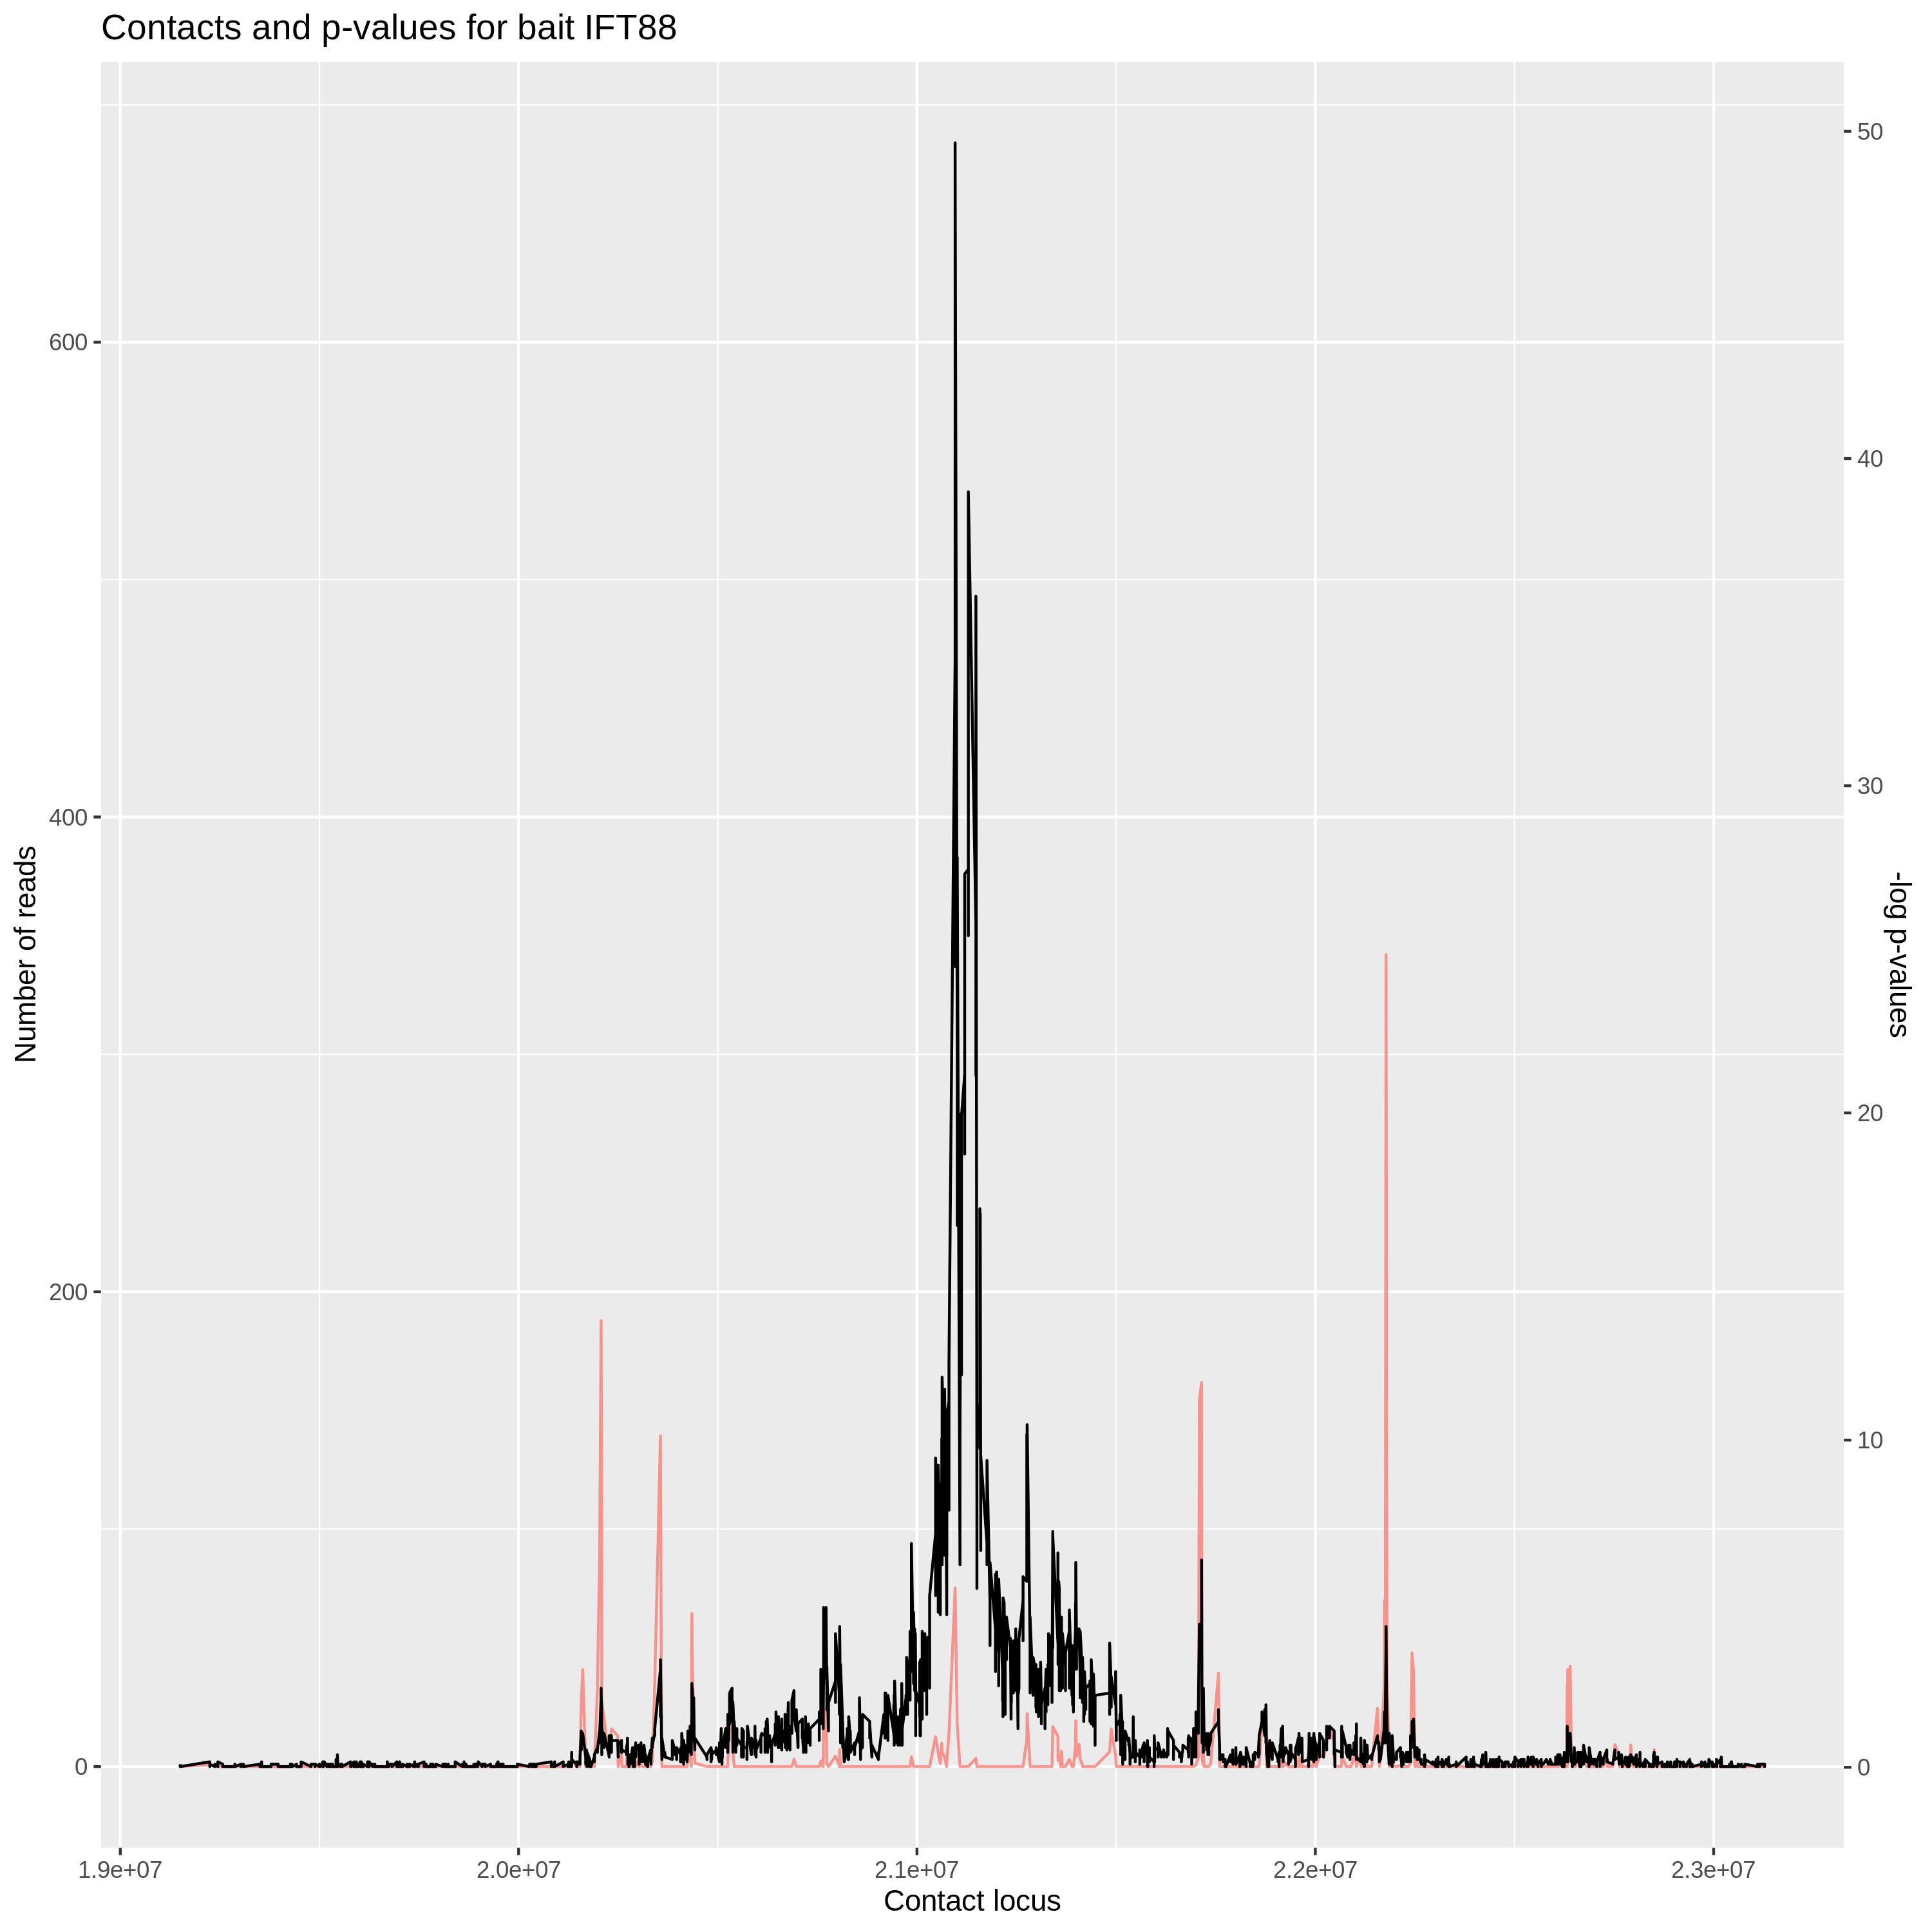 Contacts and p-values for bait IFT88
Number of reads
600
400
200
0
-log p-values
50
40
30
20
10
0
1.9e+07 2.0e+07 2.1e+07 2.2e+07 2.3e+07
Contact locus